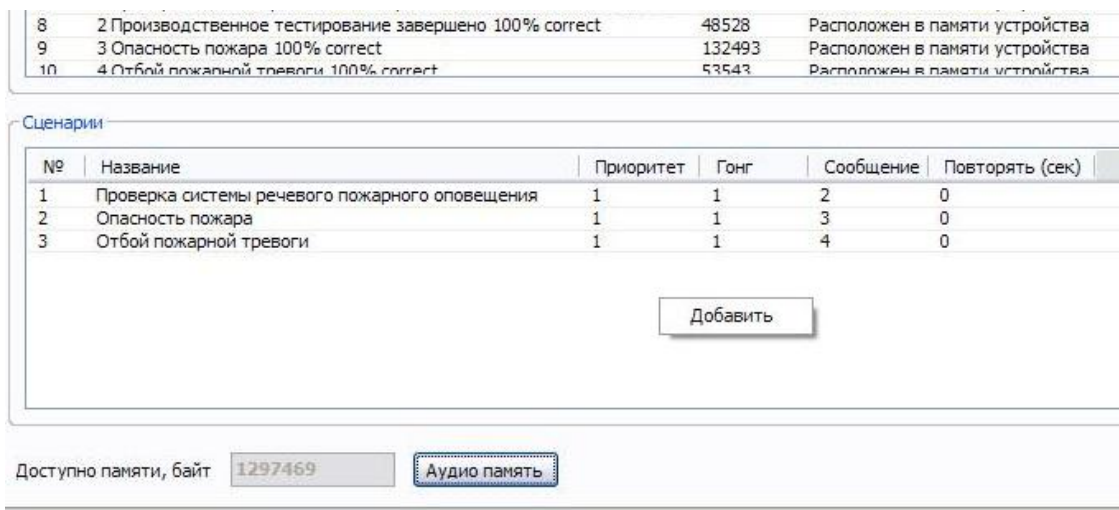 8 2 Производственное тестирование завершено 100% correct 48528 Расположен в памяти устройства
9 3 Опасность пожара 100% correct 132493 Расположен в памяти устройства
10 4 Отбой пожарной тревоги 100% correct 53543 Расположен в памяти устройства
Сценарии
№ Название Приоритет Гонг Сообщение Повторять (сек)
1 Проверка системы речевого пожарного оповещения 1 1 2 0
2 Опасность пожара 1 1 3 0
3 Отбой пожарной тревоги 1 1 4 0
Добавить
Доступно памяти, байт 1297469 Аудио память